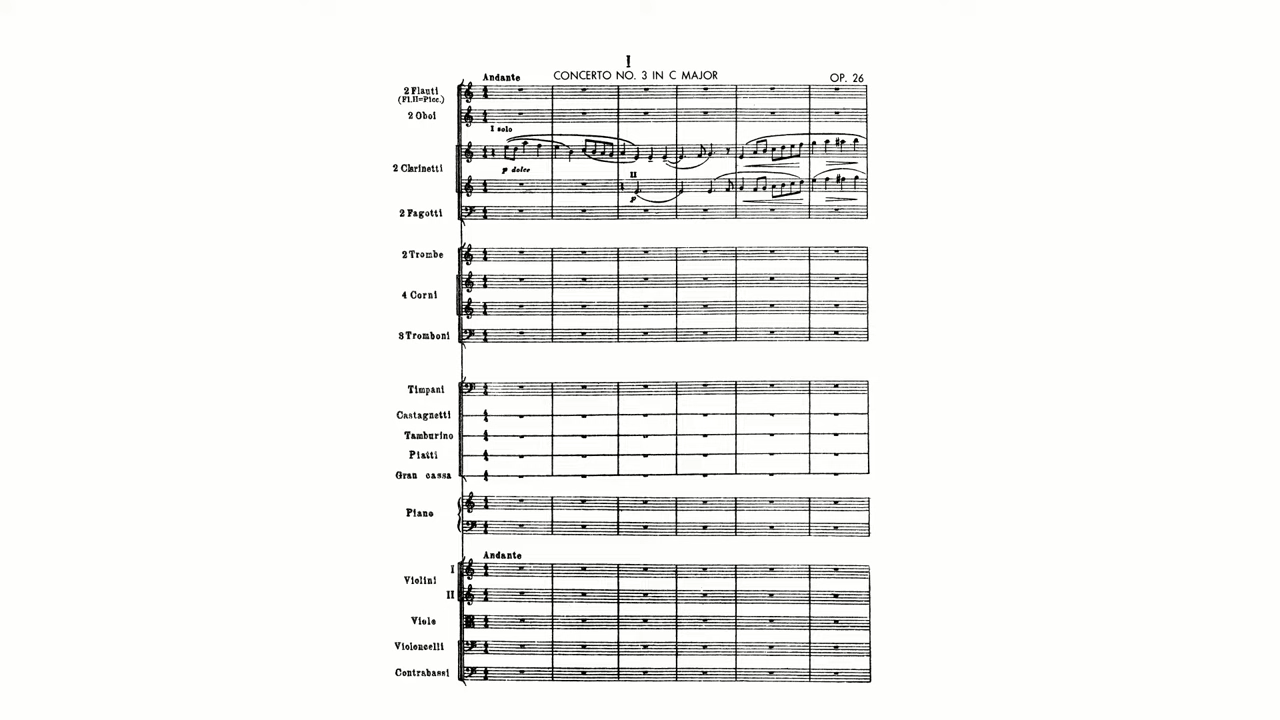 I
Andante
CONCERTO NO. 3 IN C MAJOR
OP. 26
2 Flauti
(Fl.II=Picc.)
2 Oboi
I solo
2 Clarinetti
p dolce
II
p
2 Fagotti
2 Trombe
4 Corni
3 Tromboni
Timpani
Castagnetti
Tamburino
Piatti
Gran cassa
Piano
Andante
I
Violini
II
Viole
Violoncelli
Contrabassi